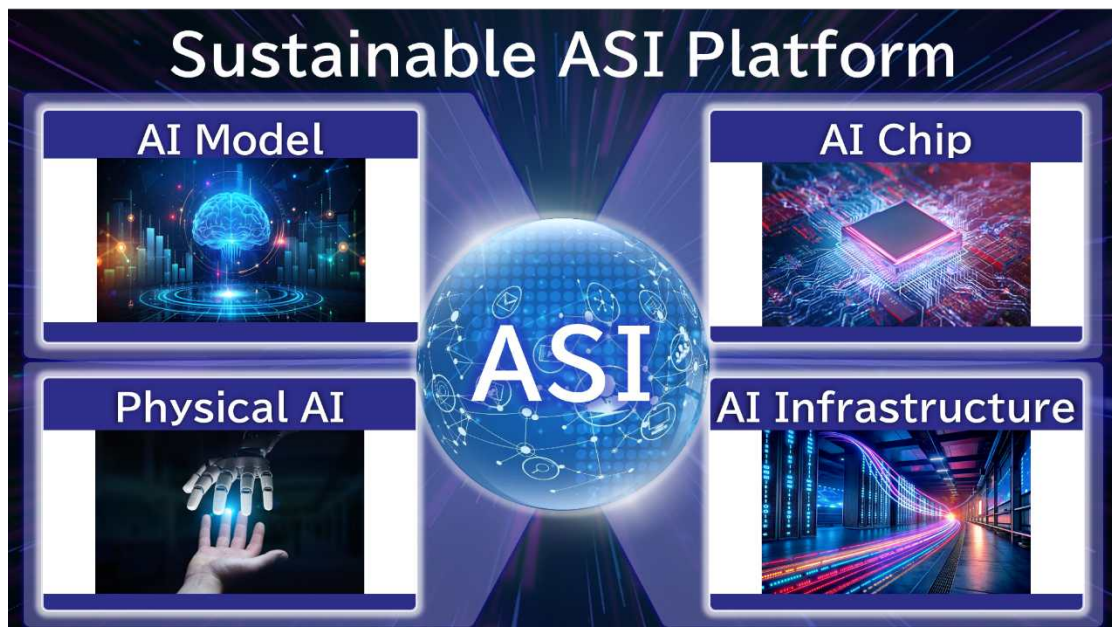 Sustainable ASI Platform
AI Model
AI Chip
ASI
Physical AI
AI Infrastructure